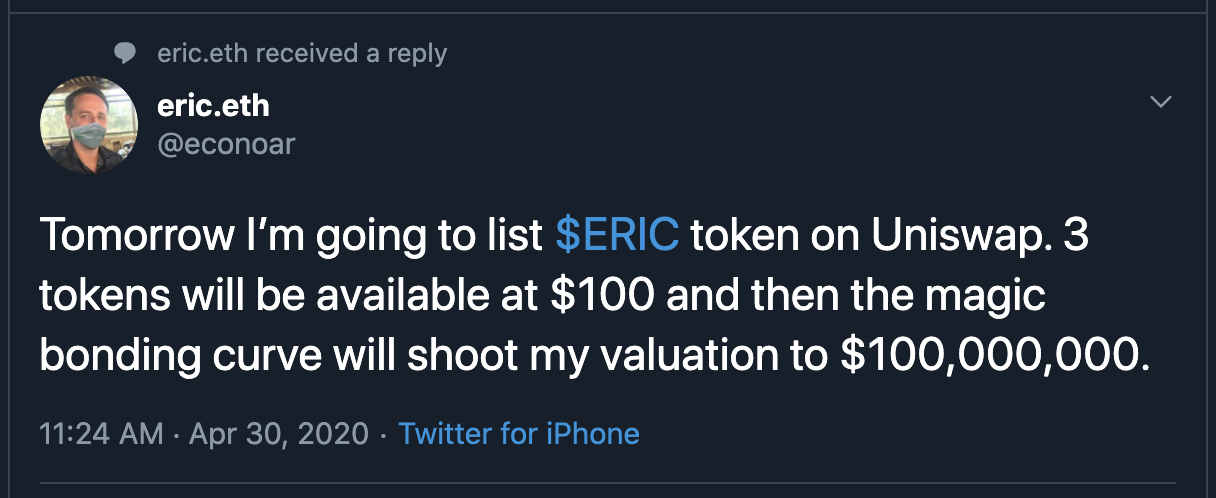 eric.eth received a reply
eric.eth
@econoar
Tomorrow I’m going to list $ERIC token on Uniswap. 3
tokens will be available at $100 and then the magic
bonding curve will shoot my valuation to $100,000,000.
11:24 AM · Apr 30, 2020 · Twitter for iPhone